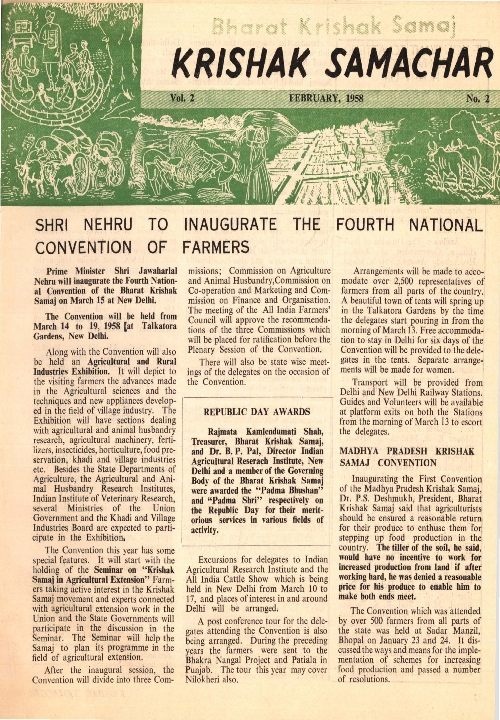 Bharat Krishak Samaj
KRISHAK SAMACHAR
Vol. 2 FEBRUARY, 1958 No. 2
SHRI NEHRU TO INAUGURATE THE FOURTH NATIONAL
CONVENTION OF FARMERS
Prime Minister Shri Jawaharlal
Nehru will inaugurate the Fourth Nation-
al Convention of the Bharat Krishak
Samaj on March 15 at New Delhi.
The Convention will be held from
March 14 to 19, 1958 [at Talkatora
Gardens, New Delhi.
Along with the Convention will also
be held an Agricultural and Rural
Industries Exhibition. It will depict to
the visiting farmers the advances made
in the Agricultural sciences and the
techniques and new appliances develop-
ed in the field of village industry. The
Exhibition will have sections dealing
with agricultural and animal husbandry
research, agricultural machinery, ferti-
lizers, insecticides, horticulture, food pre-
servation, khadi and village industries
etc. Besides the State Departments of
Agriculture, the Agricultural and Ani-
mal Husbandry Research Institutes,
Indian Institute of Veterinary Research,
several Ministries of the Union
Government and the Khadi and Village
Industries Board are expected to parti-
cipate in the Exhibition.
The Convention this year has some
special features. It will start with the
holding of the Seminar on "Krishak
Samaj in Agricultural Extension" Farm-
ers taking active interest in the Krishak
Samaj movement and experts connected
with agricultural extension work in the
Union and the State Governments will
participate in the discussion in the
Seminar. The Seminar will help the
Samaj to plan its programme in the
field of agricultural extension.
After the inaugural session, the
Convention will divide into three Com-
missions; Commission on Agriculture
and Animal Husbandry,Commission on
Co-operation and Marketing and Com-
mission on Finance and Organisation.
The meeting of the All India Farmers'
Council will approve the recommenda-
tions of the three Commissions which
will be placed for ratification before the
Plenary Session of the Convention.
There will also be state wise meet-
ings of the delegates on the occasion of
the Convention.
REPUBLIC DAY AWARDS
Rajmata Kamlendumati Shah,
Treasurer, Bharat Krishak Samaj,
and Dr. B. P. Pal, Director Indian
Agricultural Reserach Institute, New
Delhi and a member of the Governing
Body of the Bharat Krishak Samaj
were awarded the "Padma Bhushan"
and "Padma Shri" respectively on
the Republic Day for their merit-
orious services in various fields of
activity.
Excursions for delegates to Indian
Agricultural Research Institute and the
All India Cattle Show which is being
held in New Delhi from March 10 to
17, and places of interest in and around
Delhi will be arranged.
A post conference tour for the dele-
gates attending the Convention is also
being arranged. During the preceding
years the farmers were sent to the
Bhakra Nangal Project and Patiala in
Punjab. The tour this year may cover
Nilokheri also.
Arrangements will be made to acco-
modate over 2,500 representatives of
farmers from all parts of the country.
A beautiful town of tents will spring up
in the Talkatora Gardens by the time
the delegates start pouring in from the
morning of March 13. Free accommoda-
tion to stay in Delhi for six days of the
Convention will be provided to the dele-
gates in the tents. Separate arrange-
ments will be made for women.
Transport will be provided from
Delhi and New Delhi Railway Stations.
Guides and Volunteers will be available
at platform exits on both the Stations
from the morning of March 13 to escort
the delegates.
MADHYA PRADESH KRISHAK
SAMAJ CONVENTION
Inaugurating the First Convention
of the Madhya Pradesh Krishak Samaj,
Dr. P.S. Deshmukh, President, Bharat
Krishak Samaj said that agriculturists
should be ensured a reasonable return
for their produce to enthuse them for
stepping up food production in the
country. The tiller of the soil, he said,
would have no incentive to work for
increased production from land if after
working hard, he was denied a reasonable
price for his produce to enable him to
make both ends meet.
The Convention which was attended
by over 500 farmers from all parts of
the state was held at Sadar Manzil,
Bhopal on January 23 and 24. It dis-
cussed the ways and means for the imple-
mentation of schemes for increasing
food production and passed a number
of resolutions.